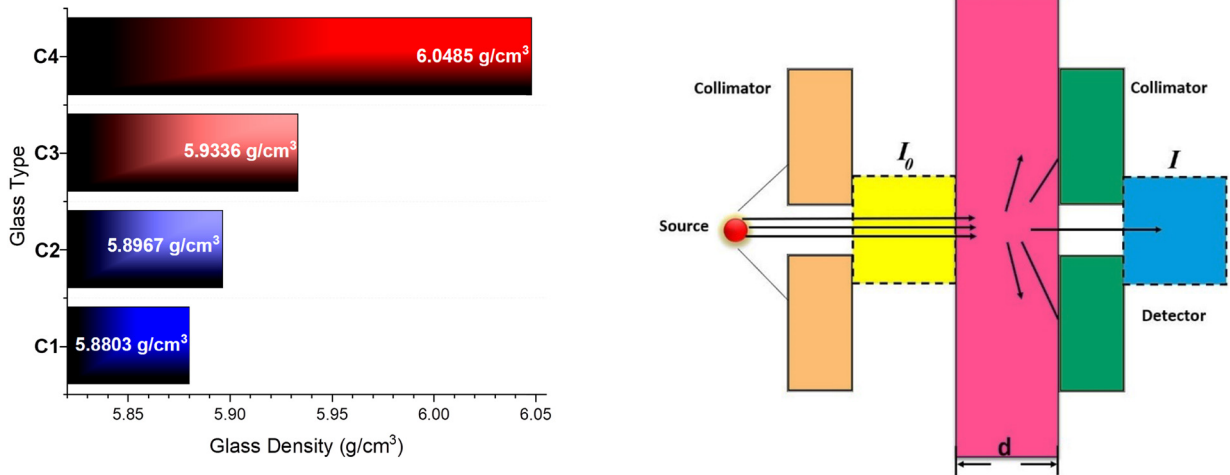 Glass Type
C4
6.0485 g/cm³
C3
5.9336 g/cm³
C2
5.8967 g/cm³
C1
5.8803 g/cm³
5.85 5.90 5.95 6.00 6.05
Glass Density (g/cm³)
Collimator
Collimator
I₀
I
Source
Detector
d